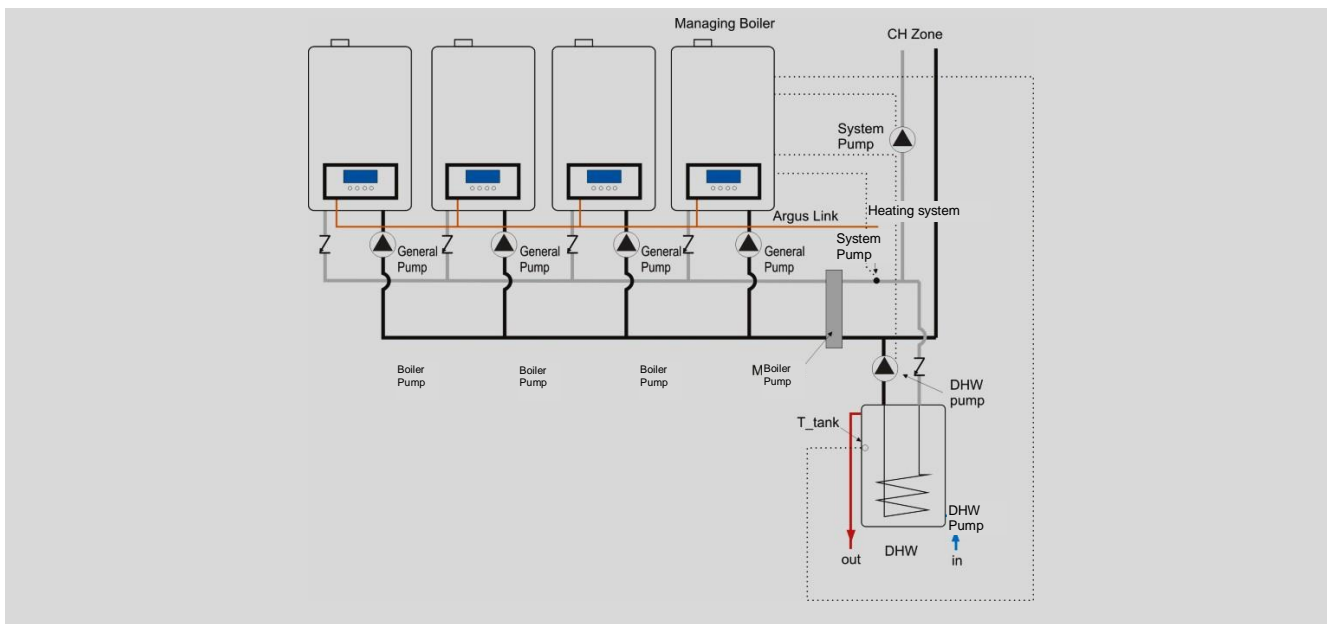 Managing Boiler
CH Zone
System
Pump
Argus Link
Heating system
System
Pump
General
Pump
General
Pump
General
Pump
General
Pump
Boiler
Pump
Boiler
Pump
Boiler
Pump
M Boiler
Pump
DHW
pump
T_tank
DHW
Pump
DHW
out
in